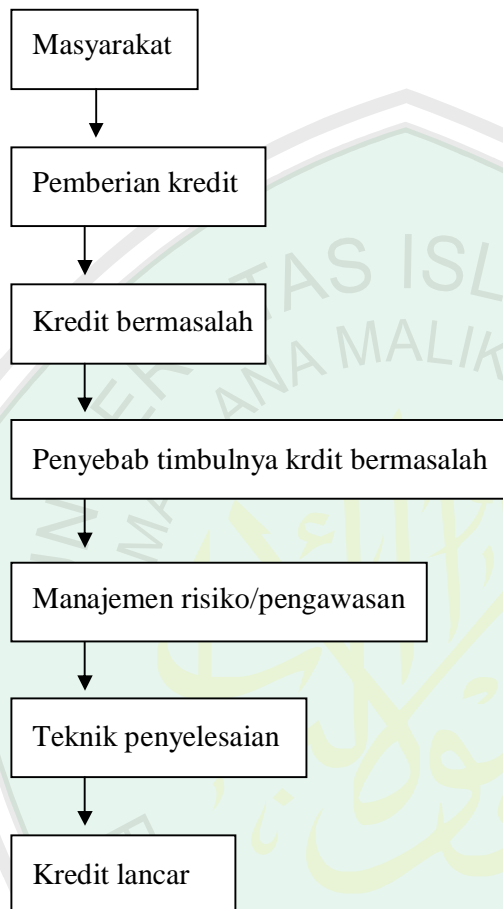 Masyarakat
Pemberian kredit
Kredit bermasalah
Penyebab timbulnya krdit bermasalah
Manajemen risiko/pengawasan
Teknik penyelesaian
Kredit lancar